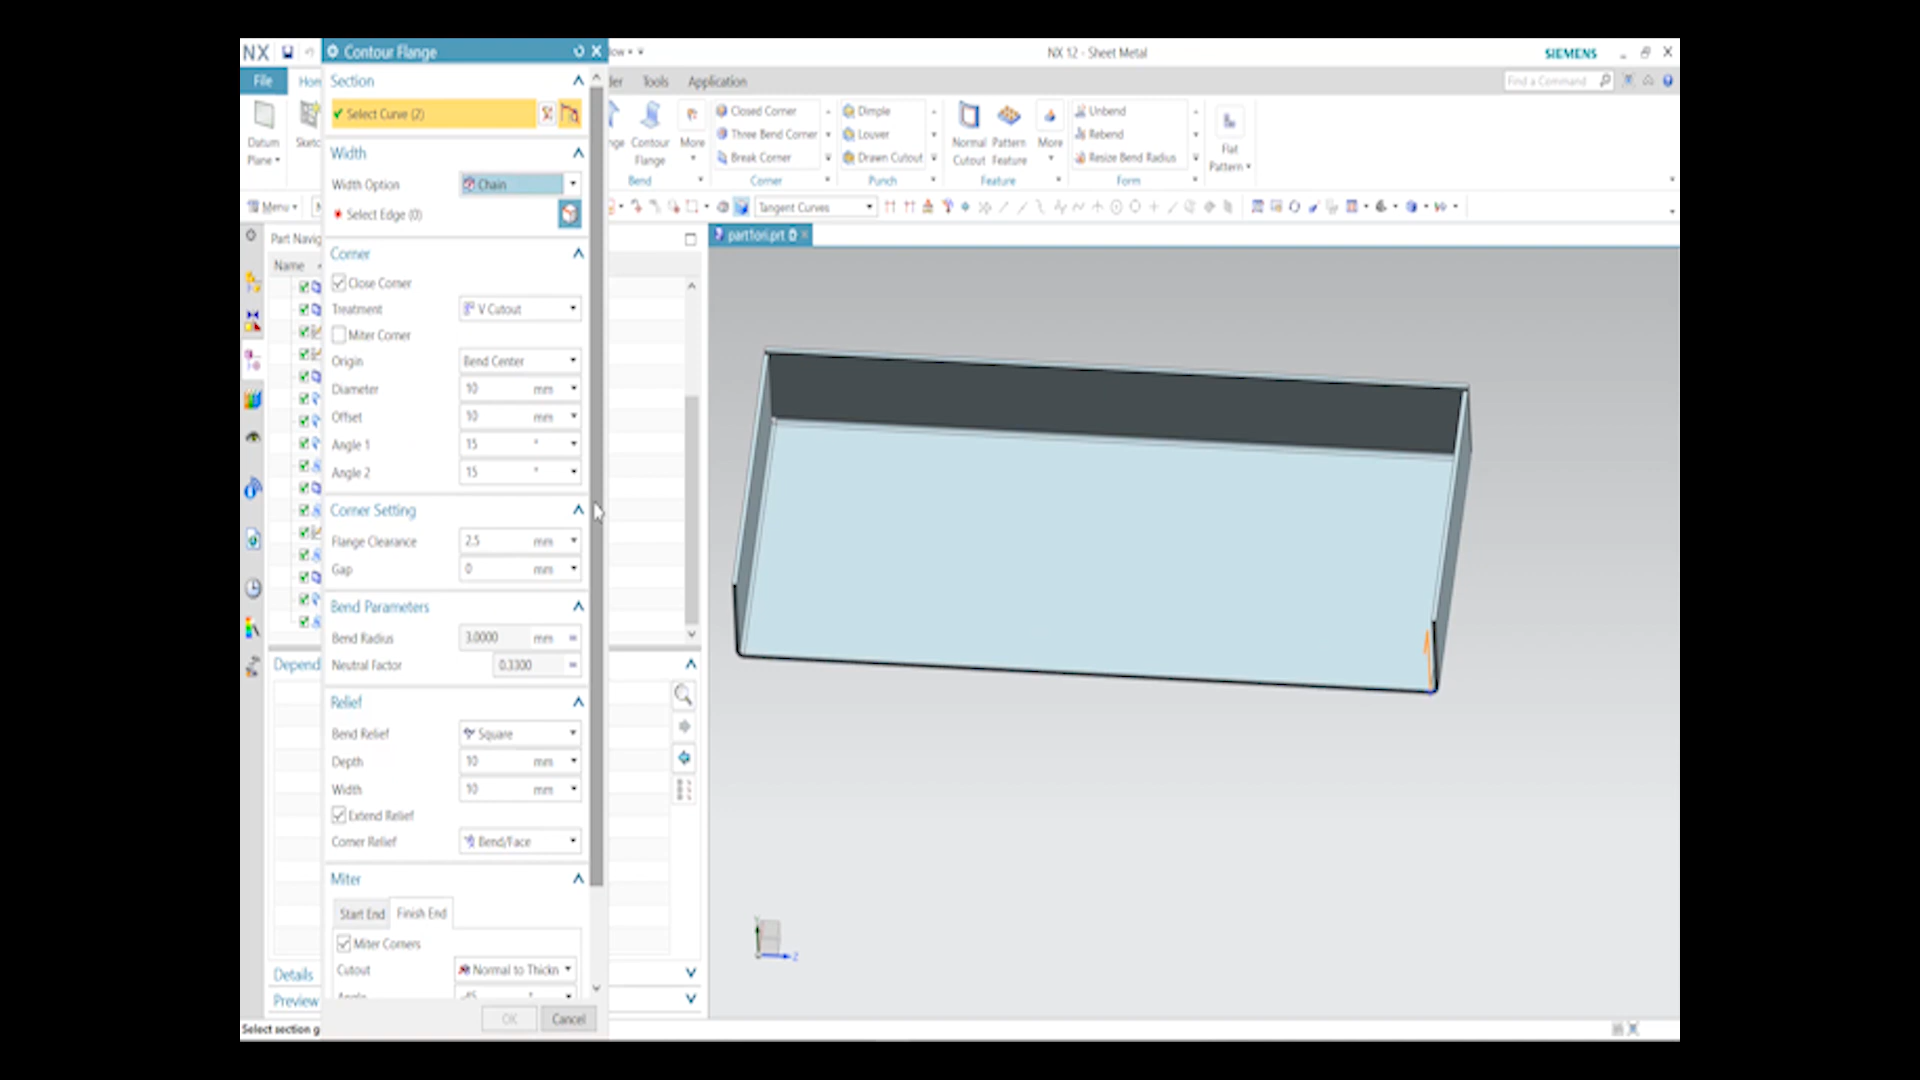 NX
Contour Flange
NX 12 - Sheet Metal
SIEMENS
File
Tools
Application
Find a Command
Section
Select Curve (2)
Width
Width Option
Chain
Select Edge (0)
Corner
Close Corner
Treatment
V Cutout
Miter Corner
Origin
Bend Center
Diameter
10
mm
Offset
10
mm
Angle 1
15
°
Angle 2
15
°
Corner Setting
Flange Clearance
2.5
mm
Gap
0
mm
Bend Parameters
Bend Radius
3.0000
mm
=
Neutral Factor
0.3300
=
Relief
Bend Relief
Square
Depth
10
mm
Width
10
mm
Extend Relief
Corner Relief
Bend/Face
Miter
Start End
Finish End
Miter Corners
Cutout
Normal to Thickn
OK
Cancel
Datum
Plane
Contour
Flange
More
Bend
Closed Corner
Three Bend Corner
Break Corner
Corner
Dimple
Louver
Drawn Cutout
Punch
Normal
Cutout
Pattern
Feature
More
Feature
Unbend
Rebend
Resize Bend Radius
Form
Flat
Pattern
Menu
Tangent Curves
Part Navig
Name
part1ori.prt
Depend
Details
Preview
Select section g
Y
Z